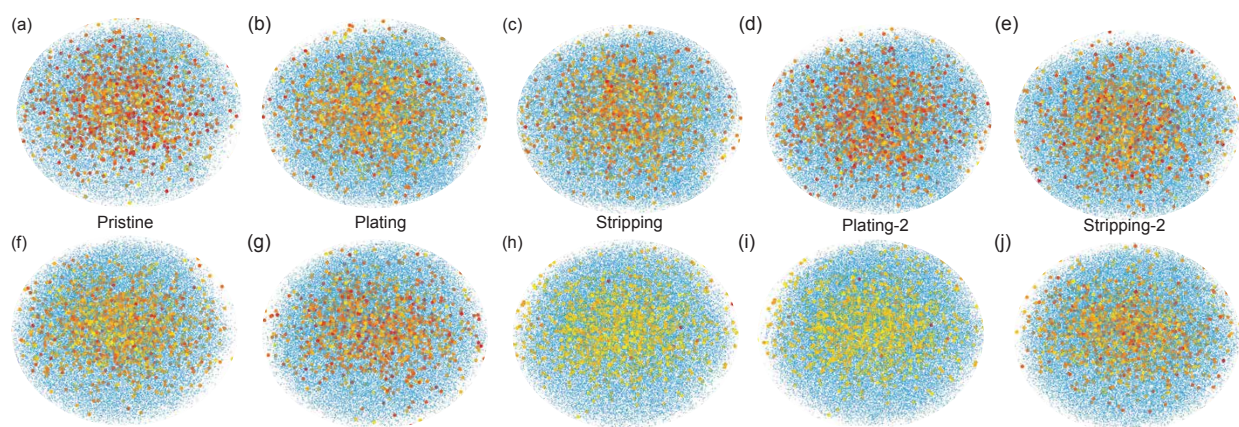 (a) (b) (c) (d) (e)
Pristine Plating Stripping Plating-2 Stripping-2
(f) (g) (h) (i) (j)